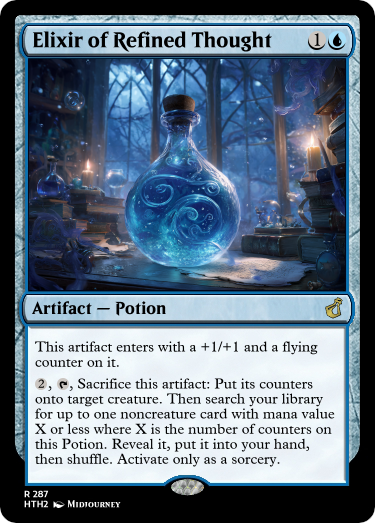 Elixir of Refined Thought 1
Artifact — Potion
This artifact enters with a +1/+1 and a flying
counter on it.
2, , Sacrifice this artifact: Put its counters
onto target creature. Then search your library
for up to one noncreature card with mana value
X or less where X is the number of counters on
this Potion. Reveal it, put it into your hand,
then shuffle. Activate only as a sorcery.
R 287
HTH2 Midjourney